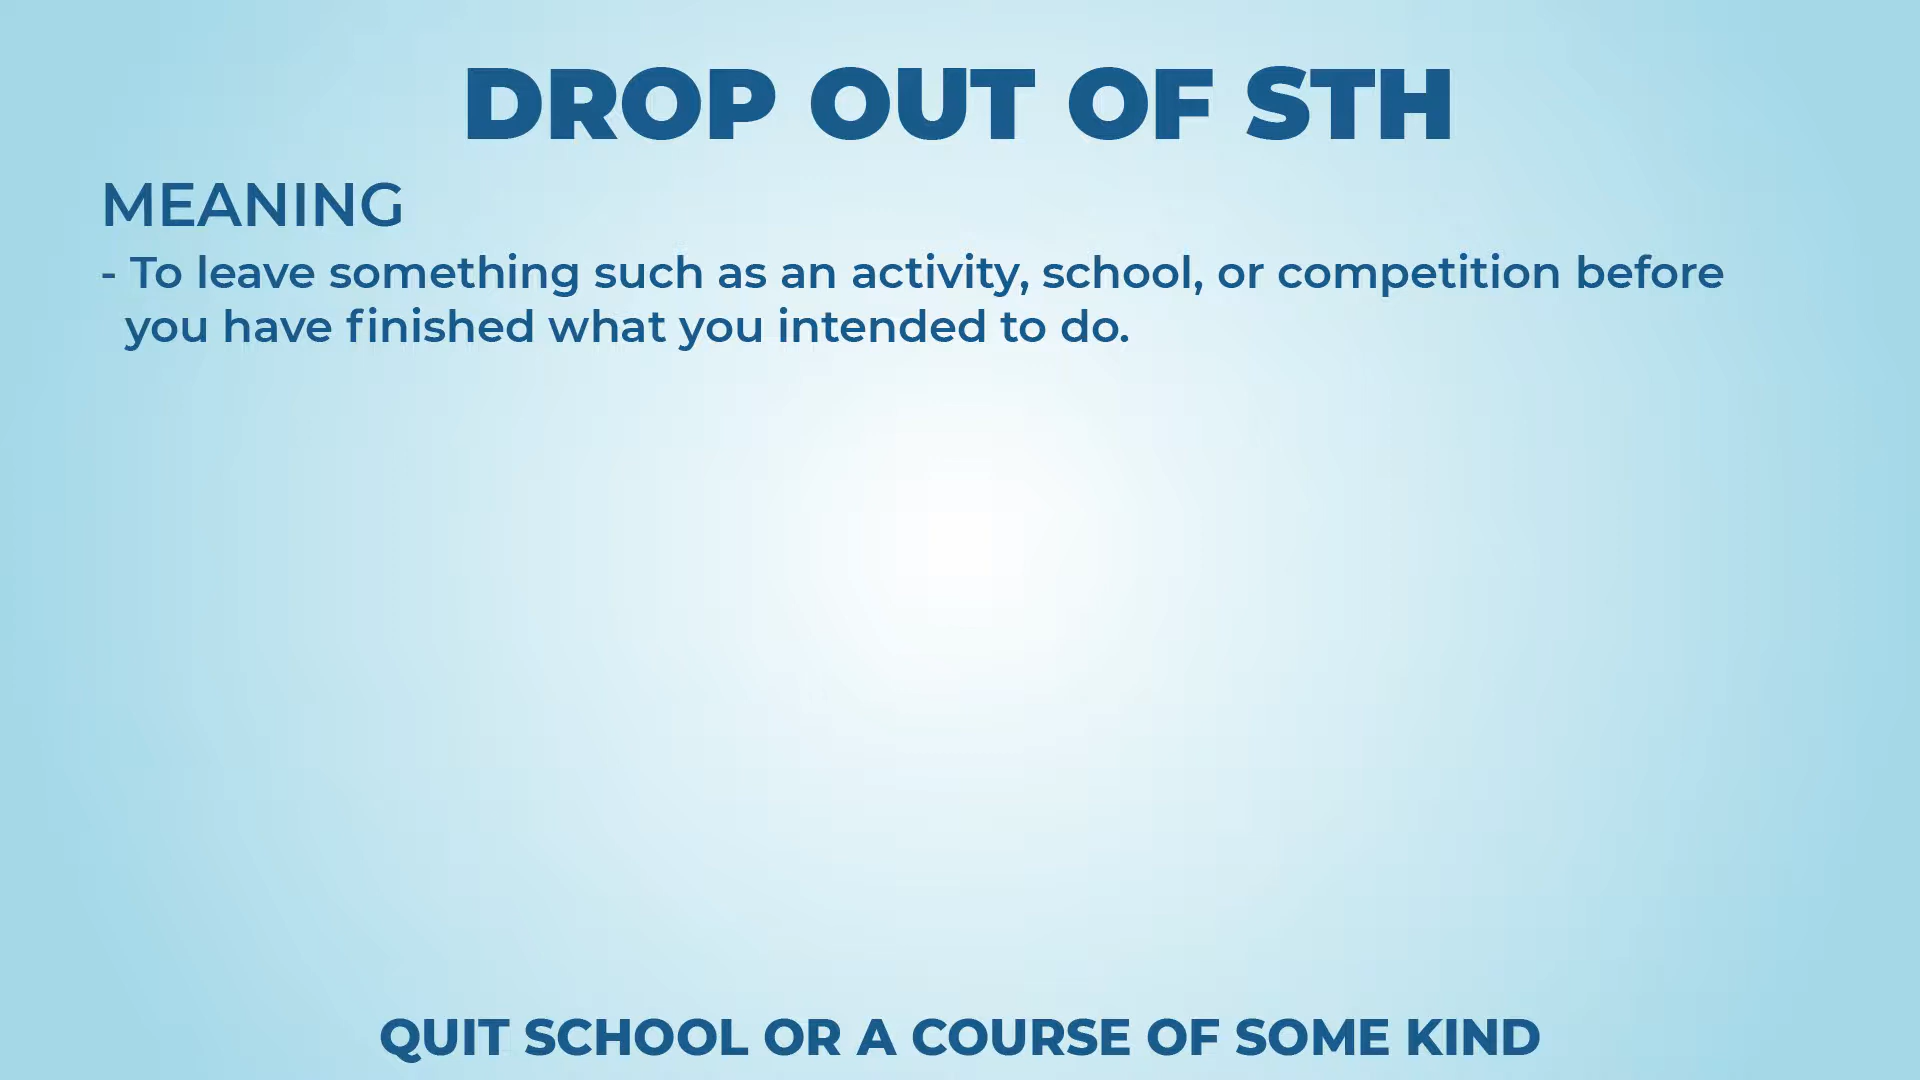 DROP OUT OF STH
MEANING
- To leave something such as an activity, school, or competition before
you have finished what you intended to do.
QUIT SCHOOL OR A COURSE OF SOME KIND